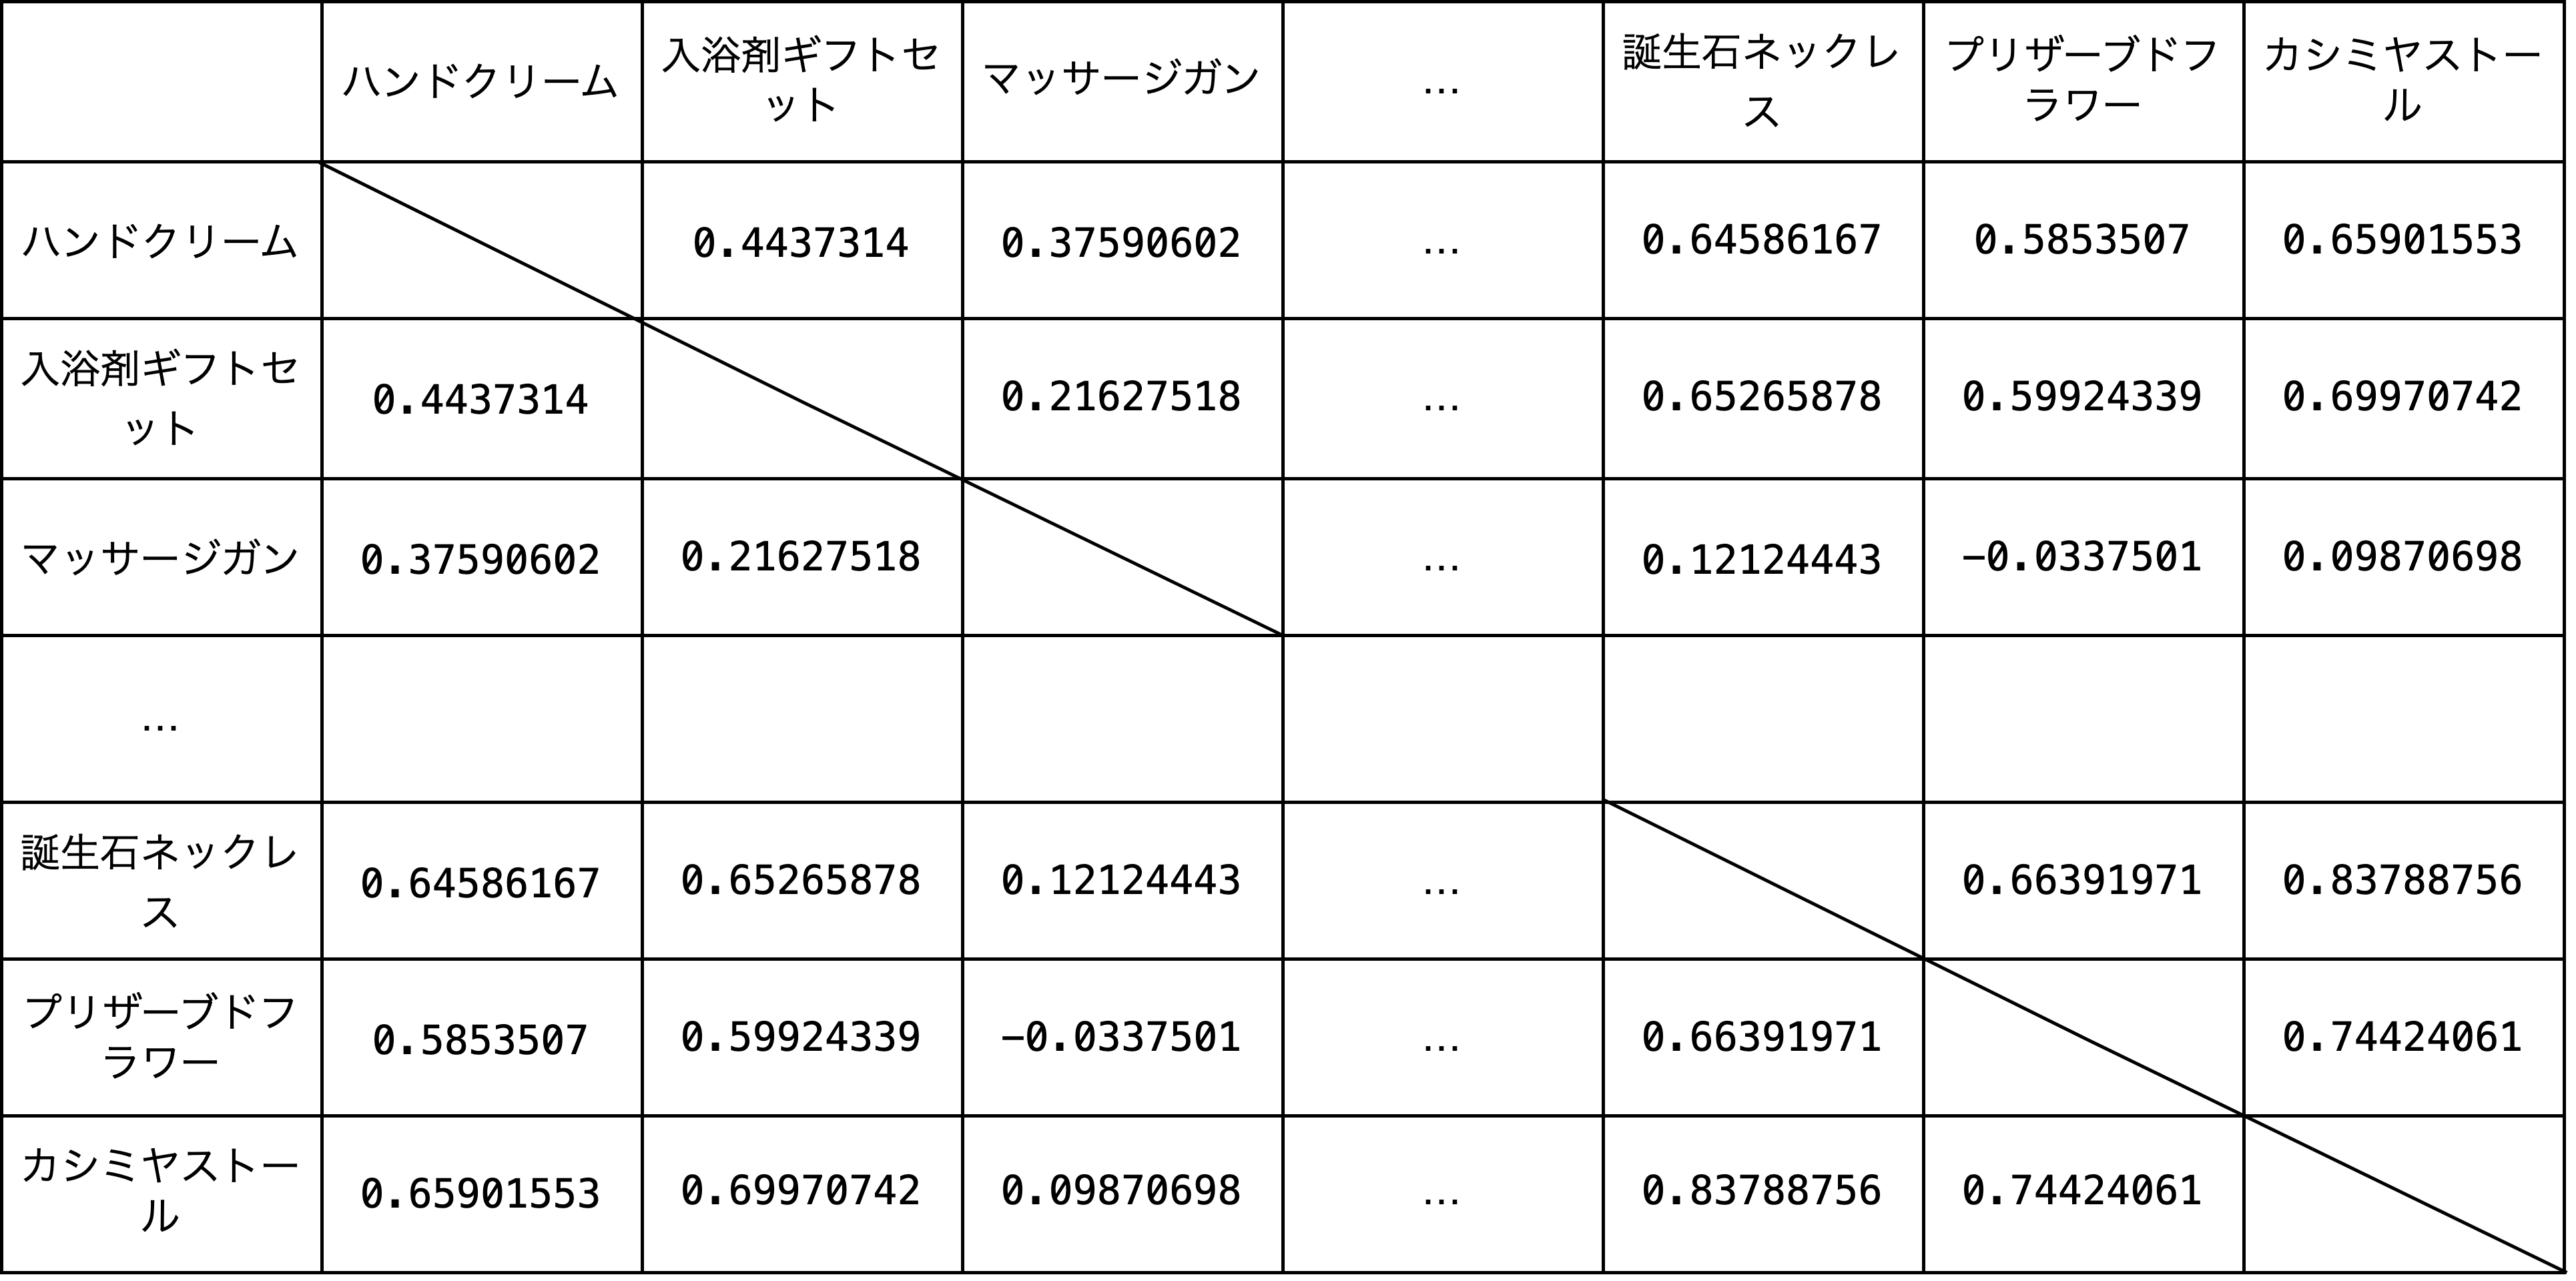 ハンドクリーム
入浴剤ギフトセ
ット
マッサージガン
…
誕生石ネックレ
ス
プリザーブドフ
ラワー
カシミヤストー
ル
ハンドクリーム 0.4437314 0.37590602 … 0.64586167 0.5853507 0.65901553
入浴剤ギフトセ
ット
0.4437314 0.21627518 … 0.65265878 0.59924339 0.69970742
マッサージガン 0.37590602 0.21627518 … 0.12124443 −0.0337501 0.09870698
…
誕生石ネックレ
ス
0.64586167 0.65265878 0.12124443 … 0.66391971 0.83788756
プリザーブドフ
ラワー
0.5853507 0.59924339 −0.0337501 … 0.66391971 0.74424061
カシミヤストー
ル
0.65901553 0.69970742 0.09870698 … 0.83788756 0.74424061